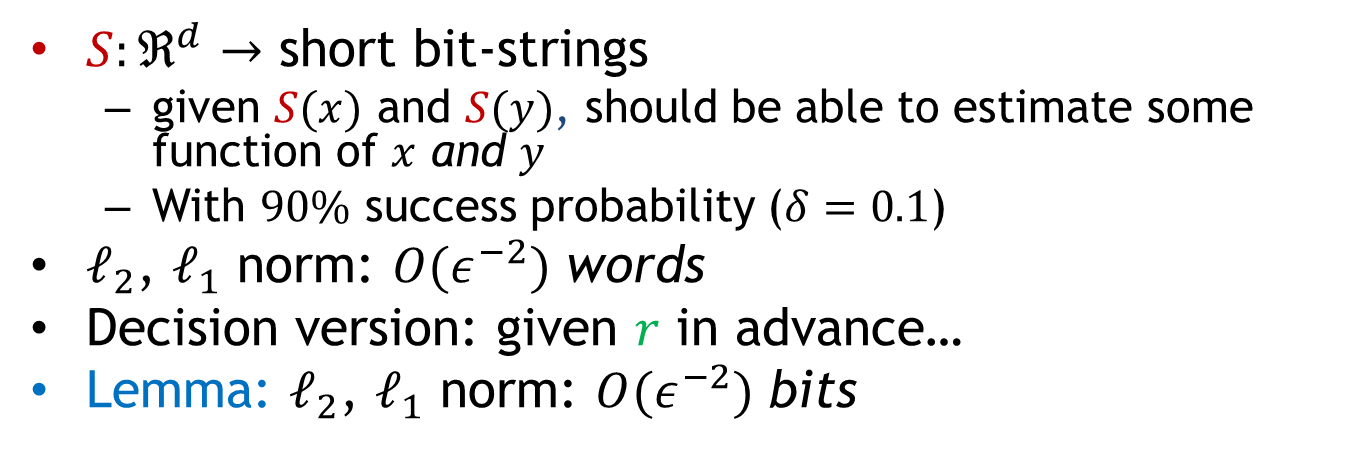 • S: ℜᵈ → short bit-strings
– given S(x) and S(y), should be able to estimate some
function of x and y
– With 90% success probability (δ = 0.1)
• ℓ₂, ℓ₁ norm: O(ϵ⁻²) words
• Decision version: given r in advance…
• Lemma: ℓ₂, ℓ₁ norm: O(ϵ⁻²) bits